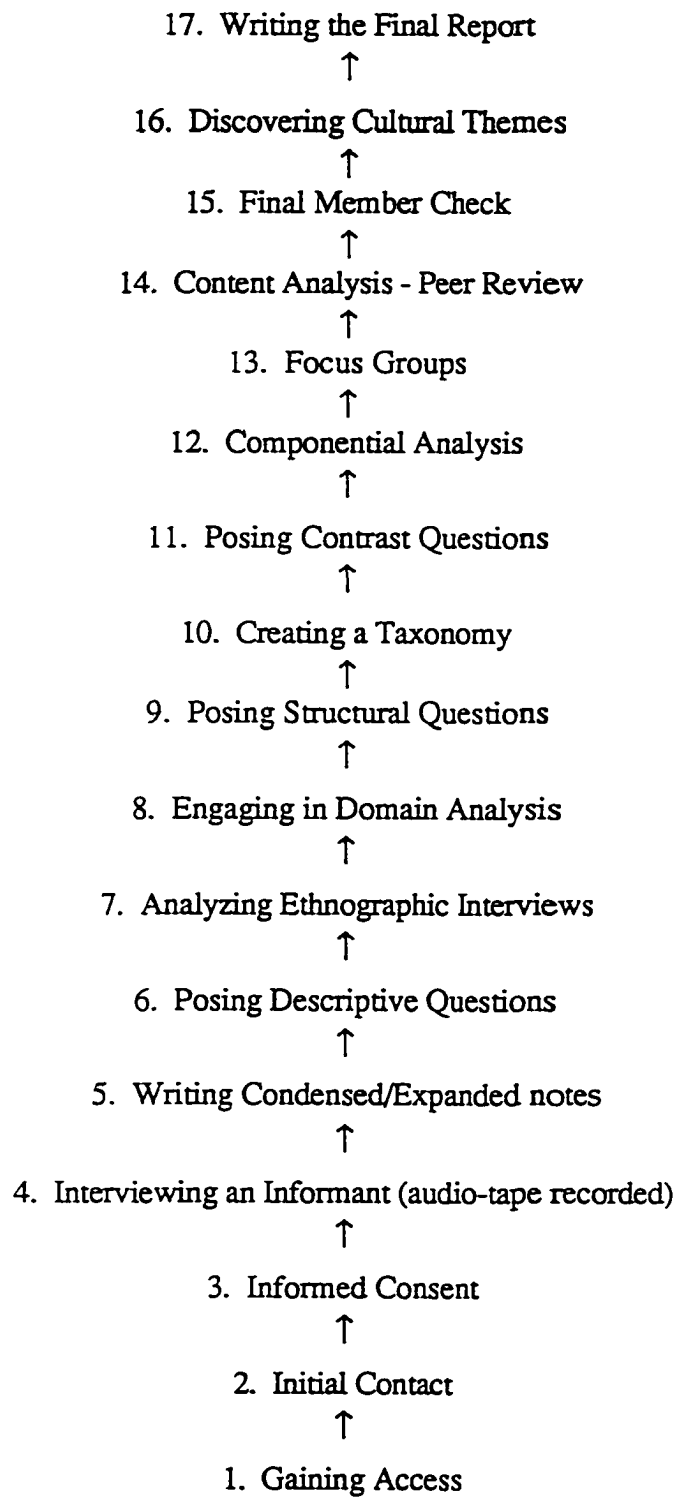 17. Writing the Final Report
↑
16. Discovering Cultural Themes
↑
15. Final Member Check
↑
14. Content Analysis - Peer Review
↑
13. Focus Groups
↑
12. Componential Analysis
↑
11. Posing Contrast Questions
↑
10. Creating a Taxonomy
↑
9. Posing Structural Questions
↑
8. Engaging in Domain Analysis
↑
7. Analyzing Ethnographic Interviews
↑
6. Posing Descriptive Questions
↑
5. Writing Condensed/Expanded notes
↑
4. Interviewing an Informant (audio-tape recorded)
↑
3. Informed Consent
↑
2. Initial Contact
↑
1. Gaining Access